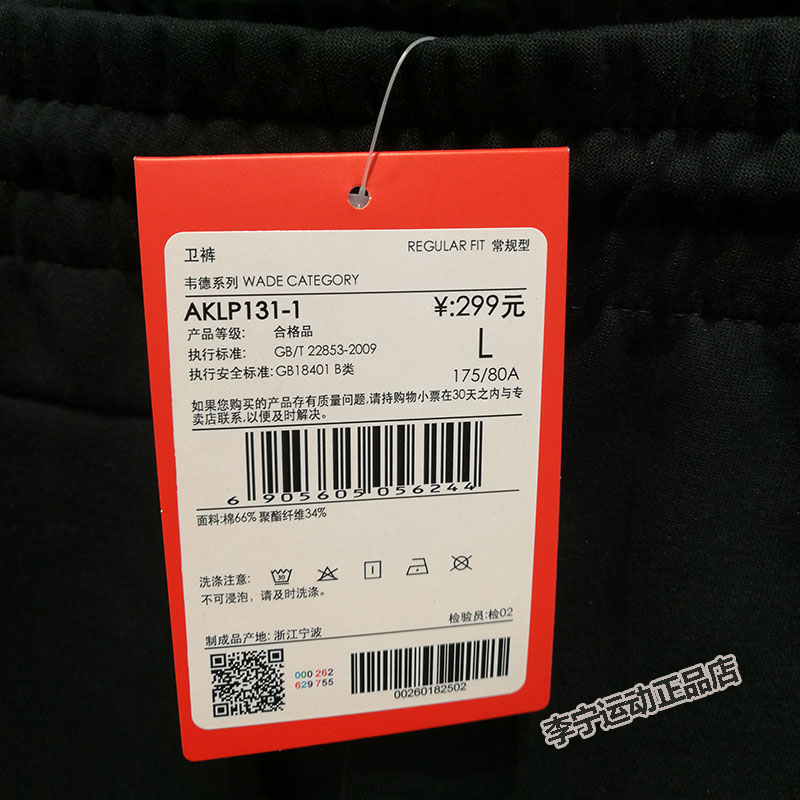 卫裤
REGULAR FIT 常规型
韦德系列 WADE CATEGORY
AKLP131-1
¥:299元
产品等级: 合格品
执行标准: GB/T 22853-2009
L
执行安全标准:GB18401 B类
175/80A
如果您购买的产品存有质量问题,请持购物小票在30天之内与专
卖店联系,以便及时解决。
6 905605 056244
面料:棉66% 聚酯纤维34%
洗涤注意:
30
不可浸泡, 请及时洗涤。
检验员:检02
制成品产地: 浙江宁波
000 262
629 755
00260182502
李宁运动正品店